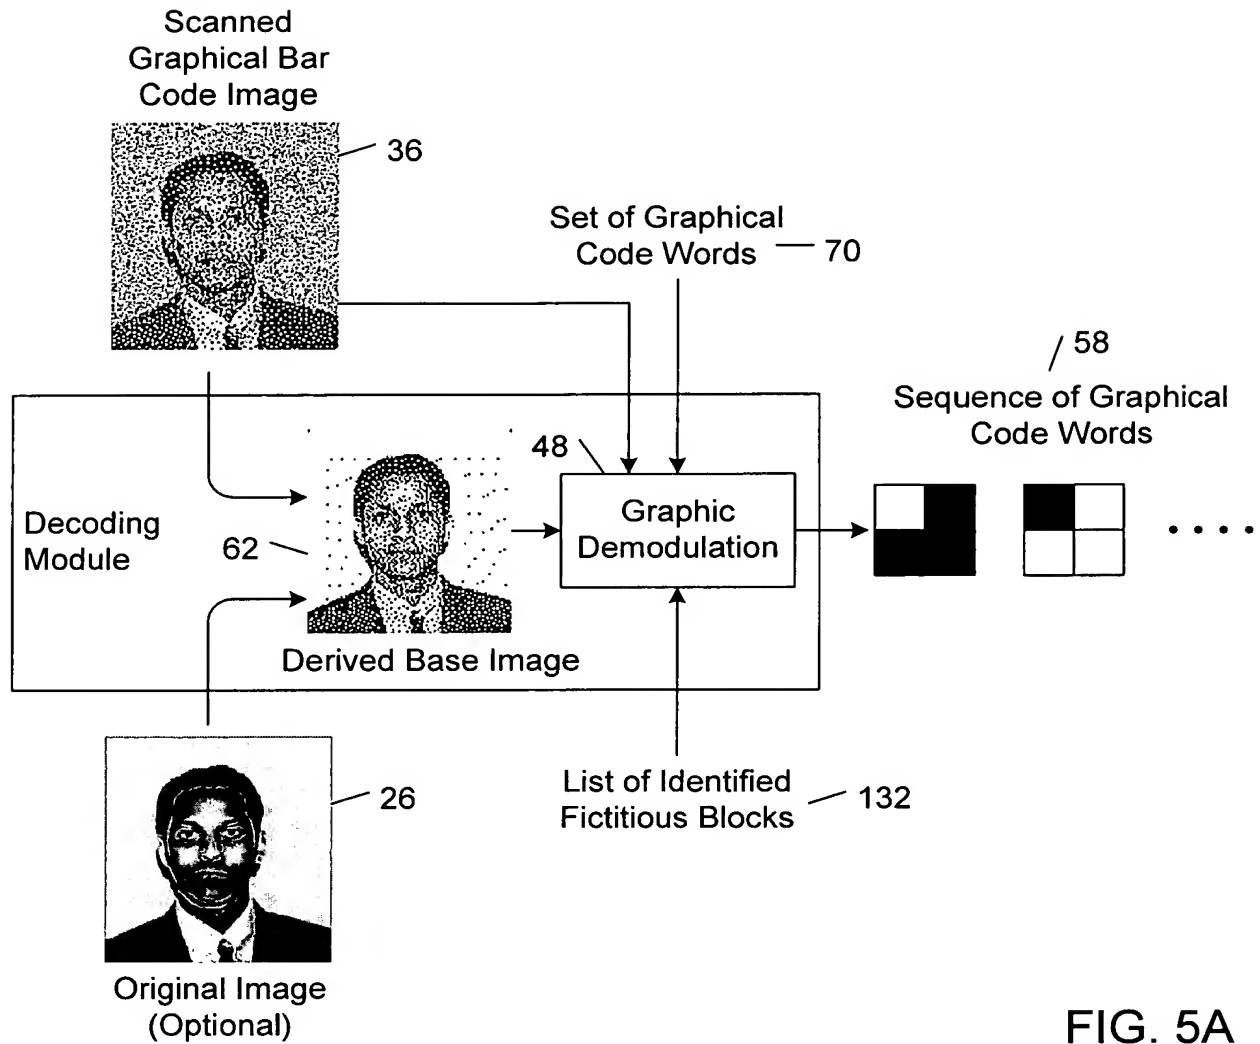 Scanned
Graphical Bar
Code Image
36
Set of Graphical
Code Words
70
58
Sequence of Graphical
Code Words
48
Graphic
Demodulation
Decoding
Module
62
Derived Base Image
26
List of Identified
Fictitious Blocks
132
Original Image
(Optional)
FIG. 5A